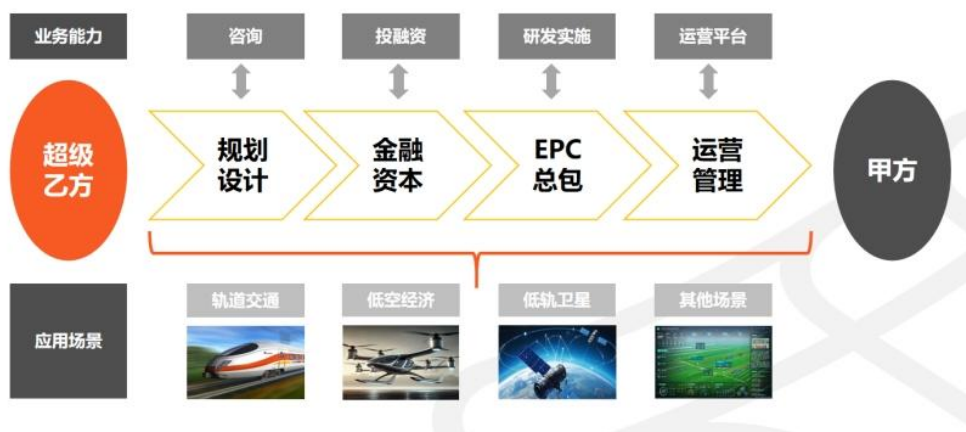 业务能力
咨询
投融资
研发实施
运营平台
超级
乙方
规划
设计
金融
资本
EPC
总包
运营
管理
甲方
应用场景
轨道交通
低空经济
低轨卫星
其他场景